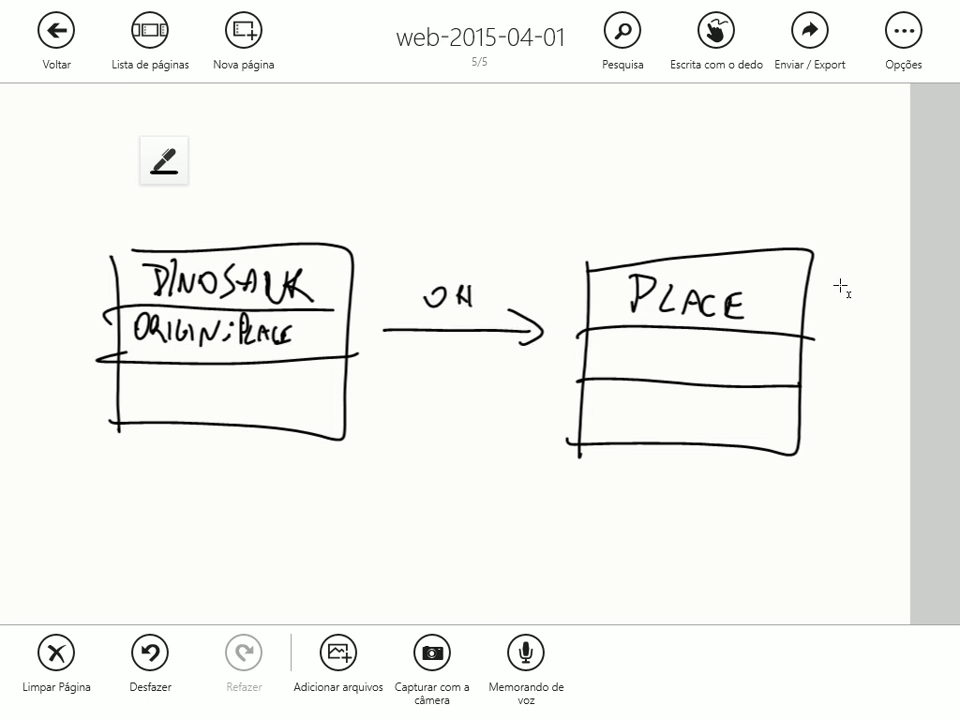 Voltar
Lista de páginas
Nova página
web-2015-04-01
5/5
Pesquisa
Escrita com o dedo
Enviar / Export
Opções
DINOSAUR
ORIGIN:PLACE
PLACE
Limpar Página
Desfazer
Refazer
Adicionar arquivos
Capturar com a
câmera
Memorando de
voz